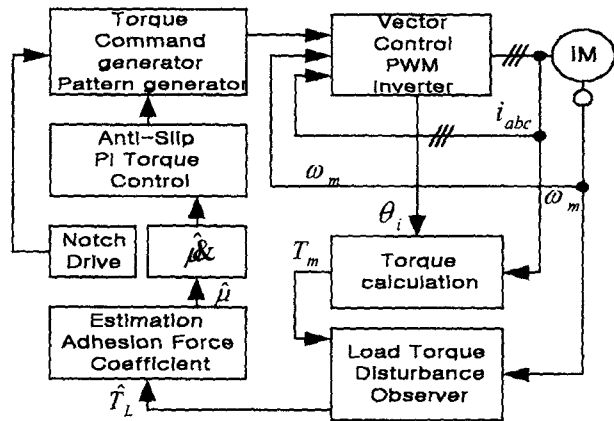 Torque
Command
generator
Pattern generator
Vector
Control
PWM
Inverter
IM
i_abc
Anti-Slip
PI Torque
Control
ω_m
ω_m
θ_i
Notch
Drive
μ̂&
T_m
Torque
calculation
μ̂
Estimation
Adhesion Force
Coefficient
Load Torque
Disturbance
Observer
T̂_L